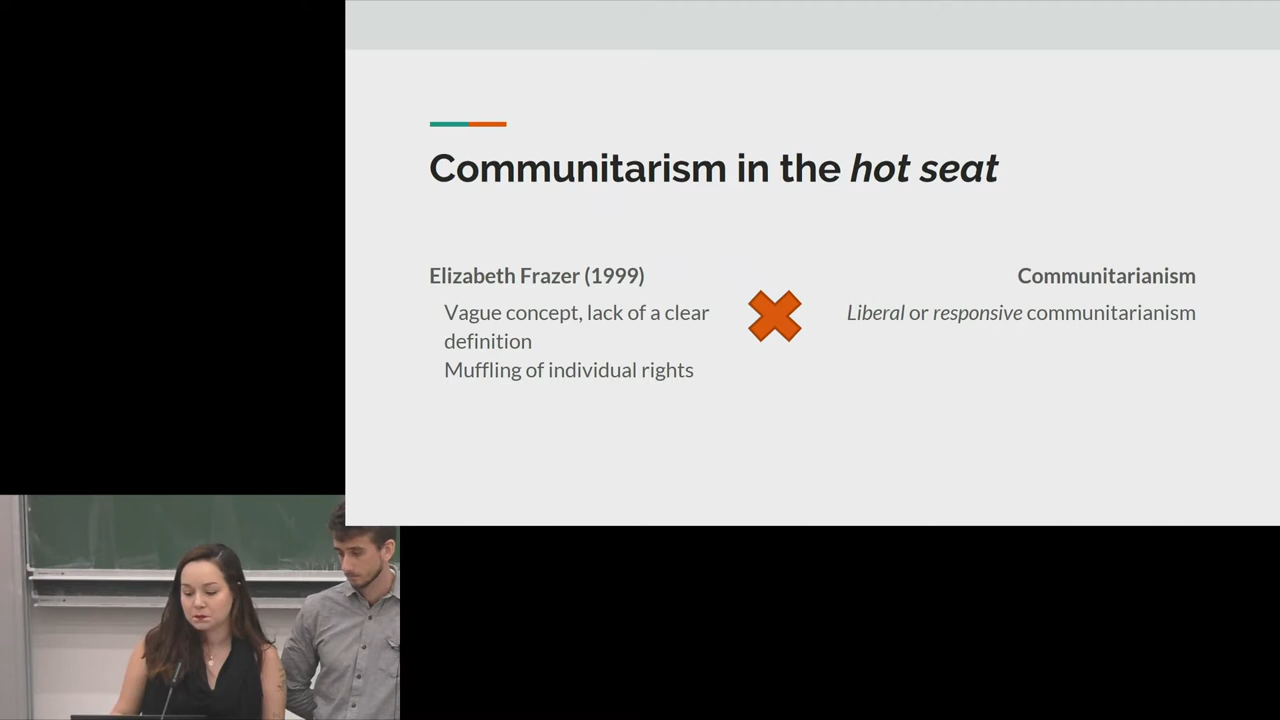 Communitarism in the hot seat
Elizabeth Frazer (1999)
Vague concept, lack of a clear
definition
Muffling of individual rights
Communitarianism
Liberal or responsive communitarianism